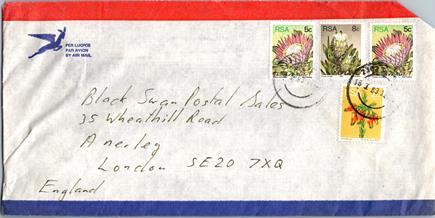 PER LUGPOS
PAR AVION
BY AIR MAIL
RSA 5c
RSA 8c
RSA 5c
Black Swan Postal Sales
35 Wheathill Road
Anerley
London SE20 7XQ
England